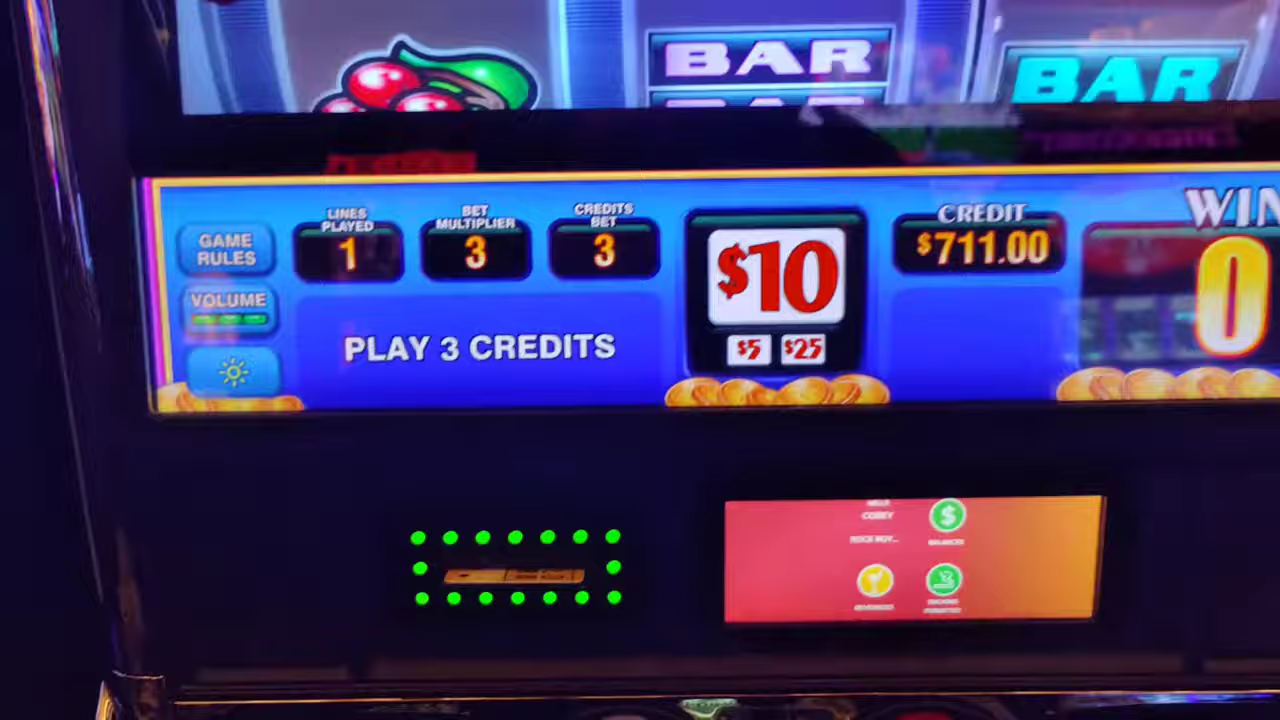 BAR
BAR
BAR
LINES
PLAYED
1
BET
MULTIPLIER
3
CREDITS
BET
3
GAME
RULES
VOLUME
PLAY 3 CREDITS
$10
$5
$25
CREDIT
$711.00
WIN
0